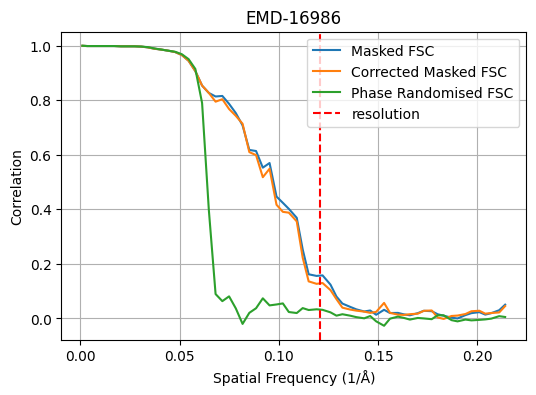 EMD-16986
Masked FSC
Corrected Masked FSC
Phase Randomised FSC
resolution
Correlation
1.0
0.8
0.6
0.4
0.2
0.0
0.00 0.05 0.10 0.15 0.20
Spatial Frequency (1/Å)